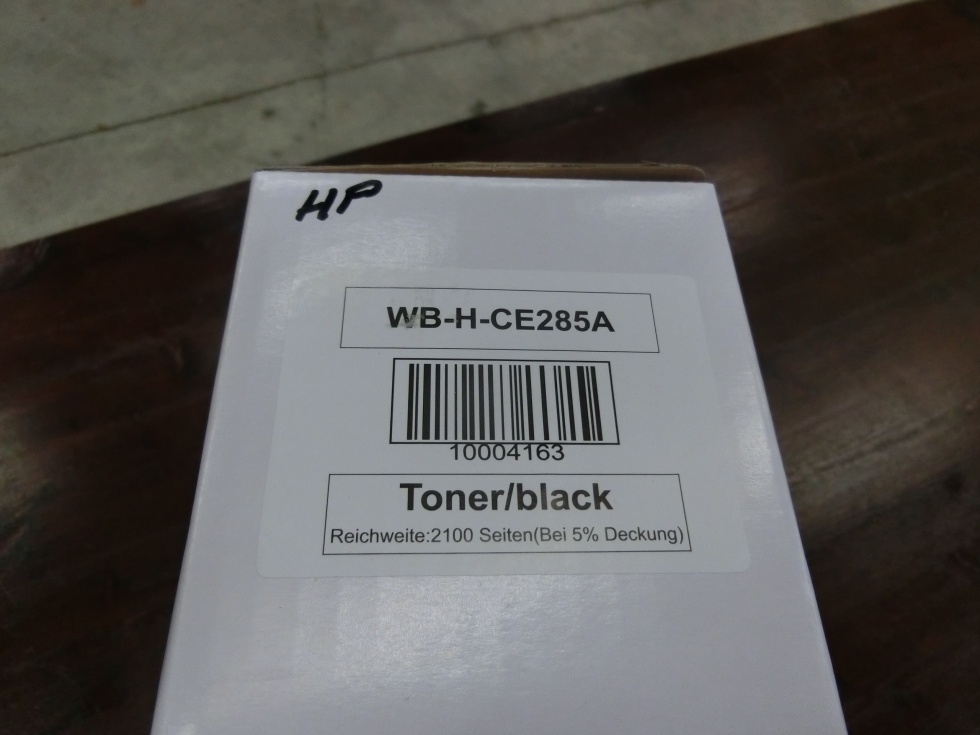 HP
WB-H-CE285A
10004163
Toner/black
Reichweite:2100 Seiten(Bei 5% Deckung)